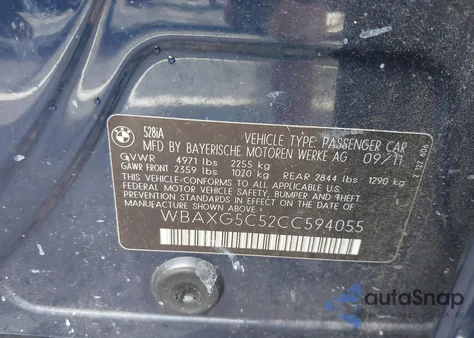 528iA
VEHICLE TYPE: PASSENGER CAR
MFD BY BAYERISCHE MOTOREN WERKE AG 09/11
GVWR 4971 lbs 2255 kg
GAWR FRONT 2359 lbs 1020 kg REAR 2844 lbs 1290 kg
THIS VEHICLE CONFORMS TO ALL APPLICABLE U.S.
FEDERAL MOTOR VEHICLE SAFETY, BUMPER, AND THEFT
PREVENTION STANDARDS IN EFFECT ON THE DATE
OF MANUFACTURE SHOWN ABOVE.
WBAXG5C52CC594055
autoSnap